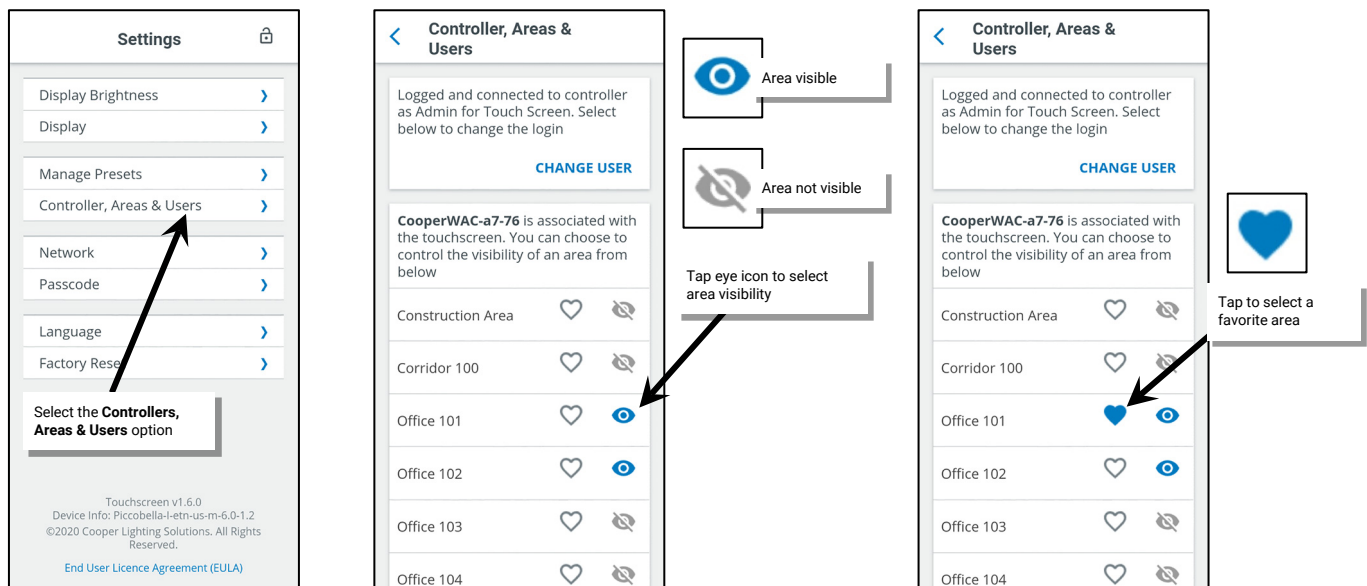 Settings
Display Brightness
Display
Manage Presets
Controller, Areas & Users
Network
Passcode
Language
Factory Rese
Select the Controllers,
Areas & Users option
Touchscreen v1.6.0
Device Info: Piccobella-l-etn-us-m-6.0-1.2
©2020 Cooper Lighting Solutions. All Rights
Reserved.
End User Licence Agreement (EULA)
Controller, Areas &
Users
Logged and connected to controller
as Admin for Touch Screen. Select
below to change the login
CHANGE USER
CooperWAC-a7-76 is associated with
the touchscreen. You can choose to
control the visibility of an area from
below
Construction Area
Corridor 100
Office 101
Office 102
Office 103
Office 104
Area visible
Area not visible
Tap eye icon to select
area visibility
Controller, Areas &
Users
Logged and connected to controller
as Admin for Touch Screen. Select
below to change the login
CHANGE USER
CooperWAC-a7-76 is associated with
the touchscreen. You can choose to
control the visibility of an area from
below
Construction Area
Corridor 100
Office 101
Office 102
Office 103
Office 104
Tap to select a
favorite area